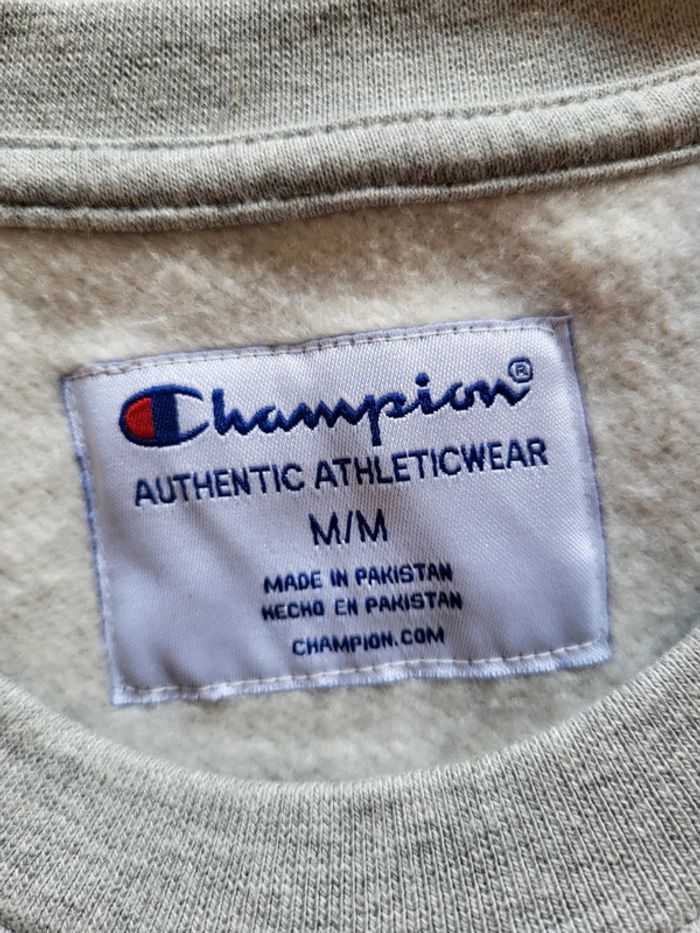 Champion®
AUTHENTIC ATHLETICWEAR
M/M
MADE IN PAKISTAN
HECHO EN PAKISTAN
CHAMPION.COM